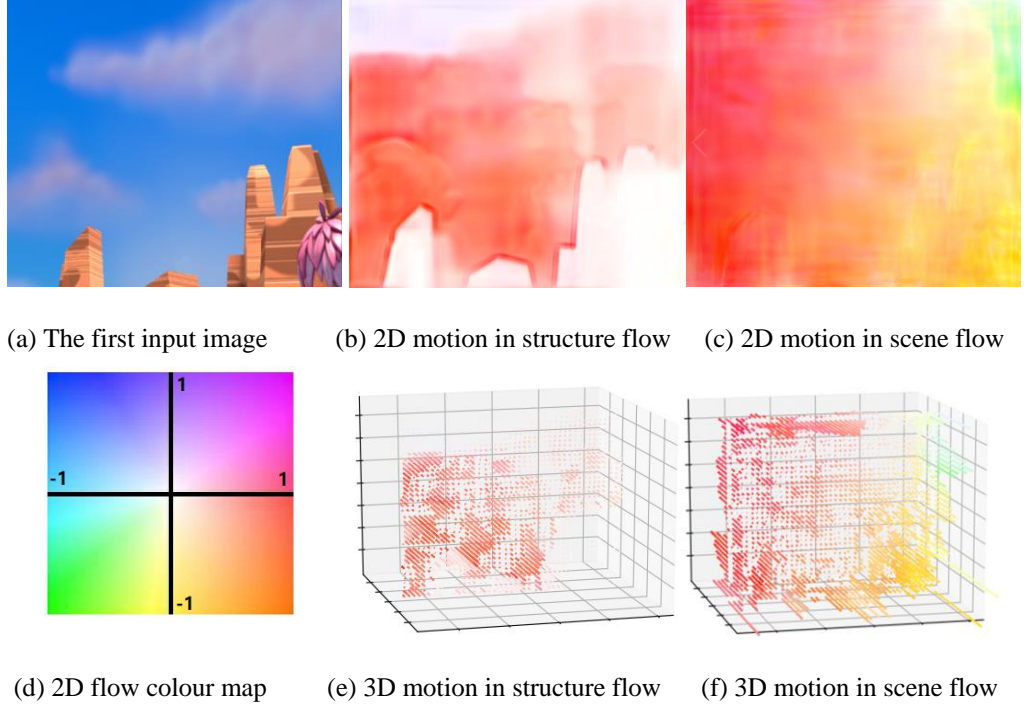 (a) The first input image
(b) 2D motion in structure flow
(c) 2D motion in scene flow
1
-1
1
-1
(d) 2D flow colour map
(e) 3D motion in structure flow
(f) 3D motion in scene flow